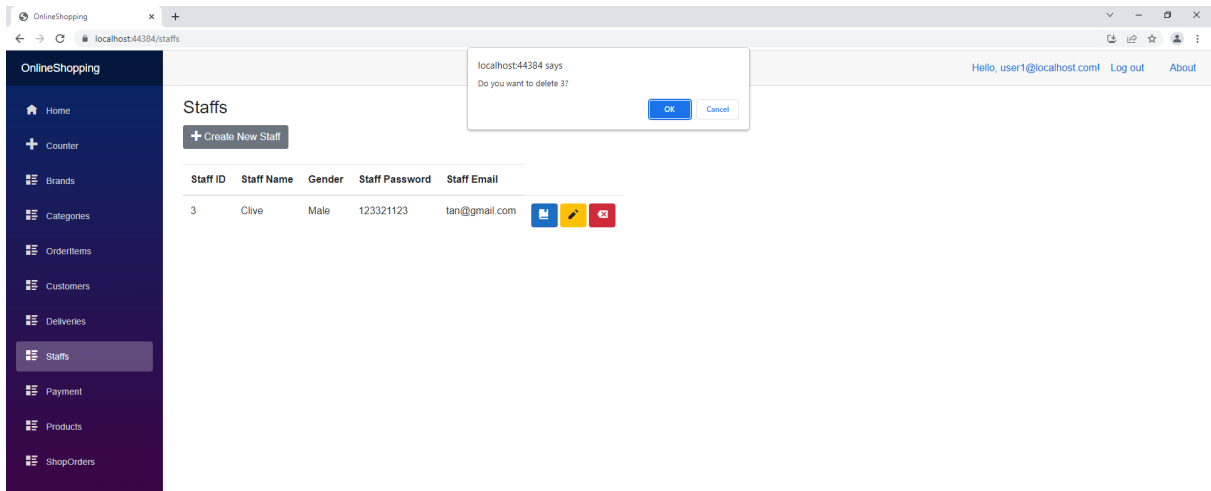 OnlineShopping
localhost:44384/staffs
OnlineShopping
localhost:44384 says
Do you want to delete 3?
OK Cancel
Hello, user1@localhost.com! Log out About
Home
Counter
Brands
Categories
OrderItems
Customers
Deliveries
Staffs
Payment
Products
ShopOrders
Staffs
Create New Staff
Staff ID Staff Name Gender Staff Password Staff Email
3 Clive Male 123321123 tan@gmail.com